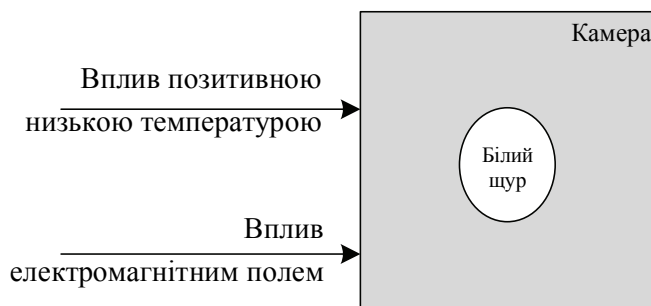 Камера
Вплив позитивною
низькою температурою
Білий
щур
Вплив
електромагнітним полем